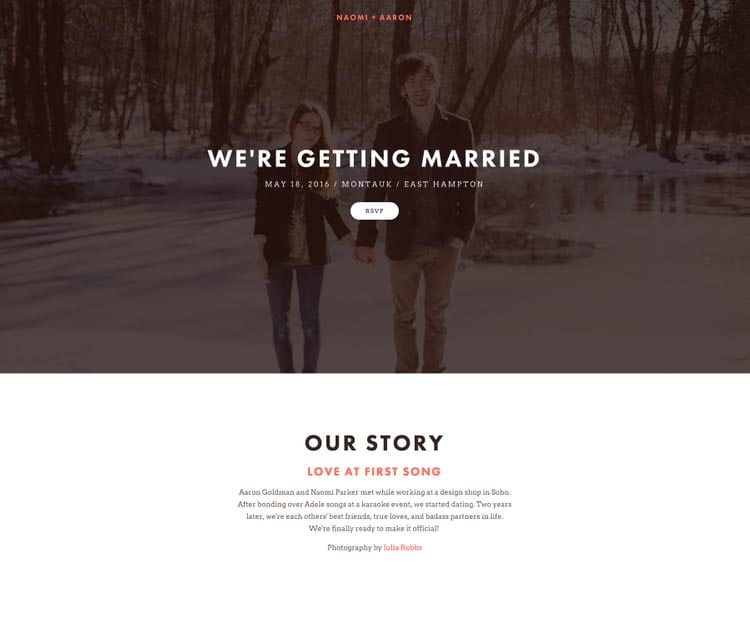 NAOMI + AARON
WE'RE GETTING MARRIED
MAY 18, 2016 / MONTAUK / EAST HAMPTON
RSVP
OUR STORY
LOVE AT FIRST SONG
Aaron Goldman and Naomi Parker met while working at a design shop in Soho.
After bonding over Adele songs at a karaoke event, we started dating. Two years
later, we're each others' best friends, true loves, and badass partners in life.
We're finally ready to make it official!
Photography by Julia Robbs